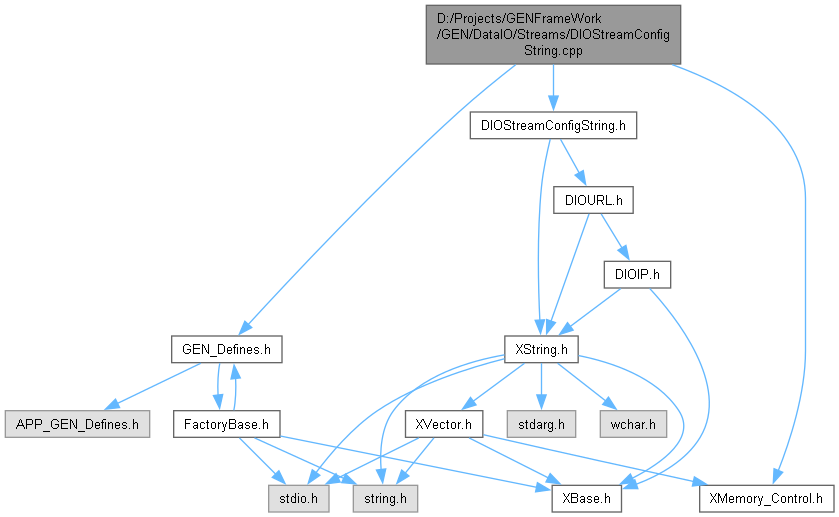 D:/Projects/GENFrameWork
/GEN/DataIO/Streams/DIOStreamConfig
String.cpp
DIOStreamConfigString.h
DIOURL.h
DIOIP.h
GEN_Defines.h
XString.h
APP_GEN_Defines.h
FactoryBase.h
XVector.h
stdarg.h
wchar.h
stdio.h
string.h
XBase.h
XMemory_Control.h